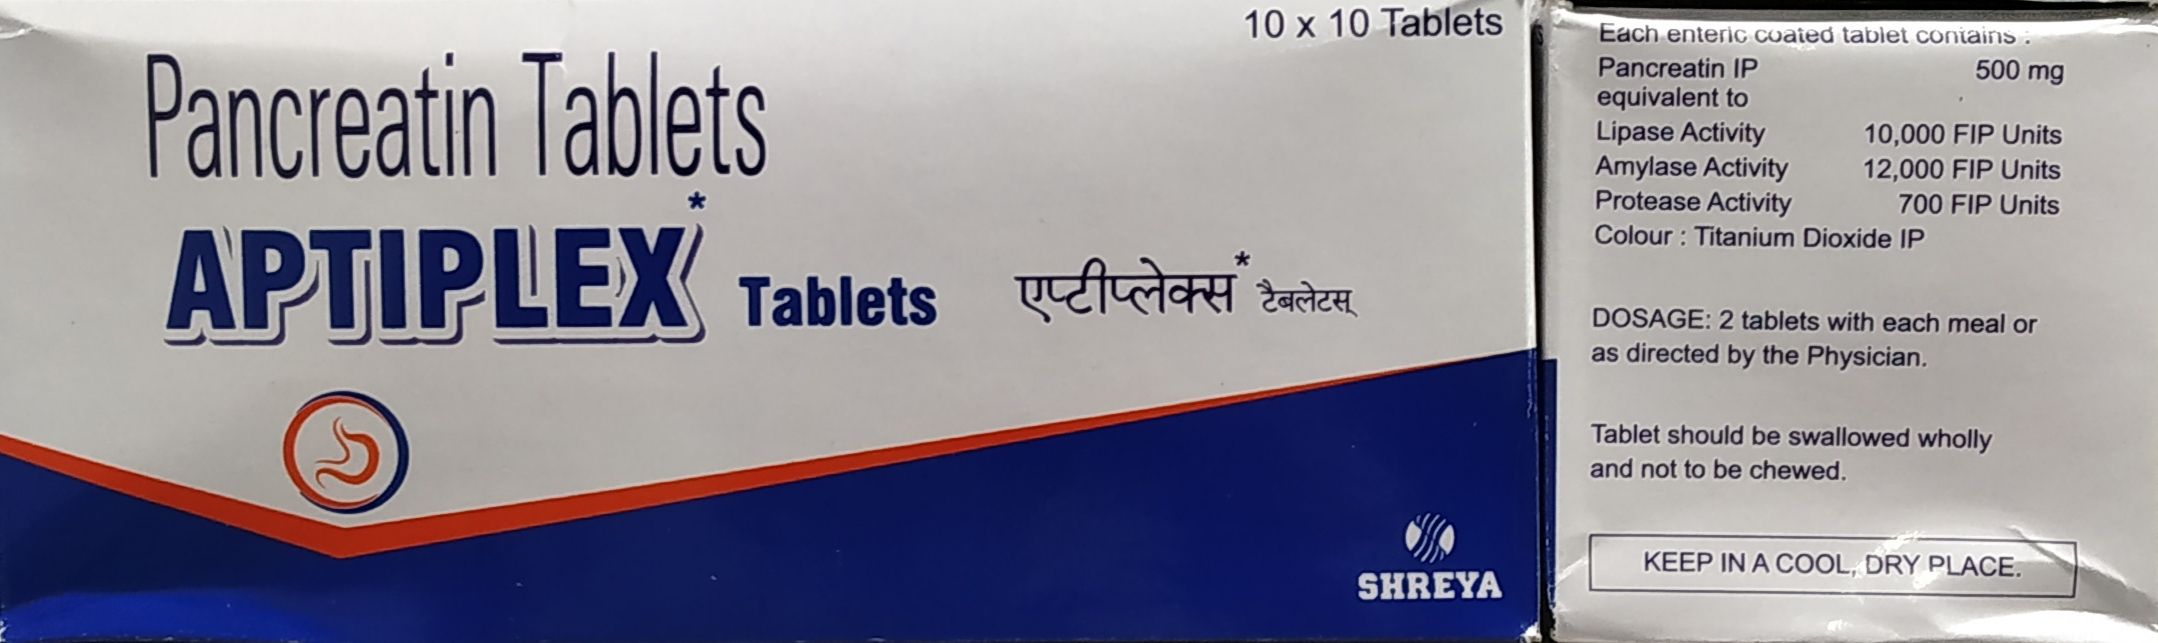 10 x 10 Tablets
Pancreatin Tablets
APTIPLEX* Tablets एप्टीप्लेक्स* टैबलेटस्
SHREYA
Each enteric coated tablet contains :
Pancreatin IP 500 mg
equivalent to
Lipase Activity 10,000 FIP Units
Amylase Activity 12,000 FIP Units
Protease Activity 700 FIP Units
Colour : Titanium Dioxide IP
DOSAGE: 2 tablets with each meal or
as directed by the Physician.
Tablet should be swallowed wholly
and not to be chewed.
KEEP IN A COOL, DRY PLACE.